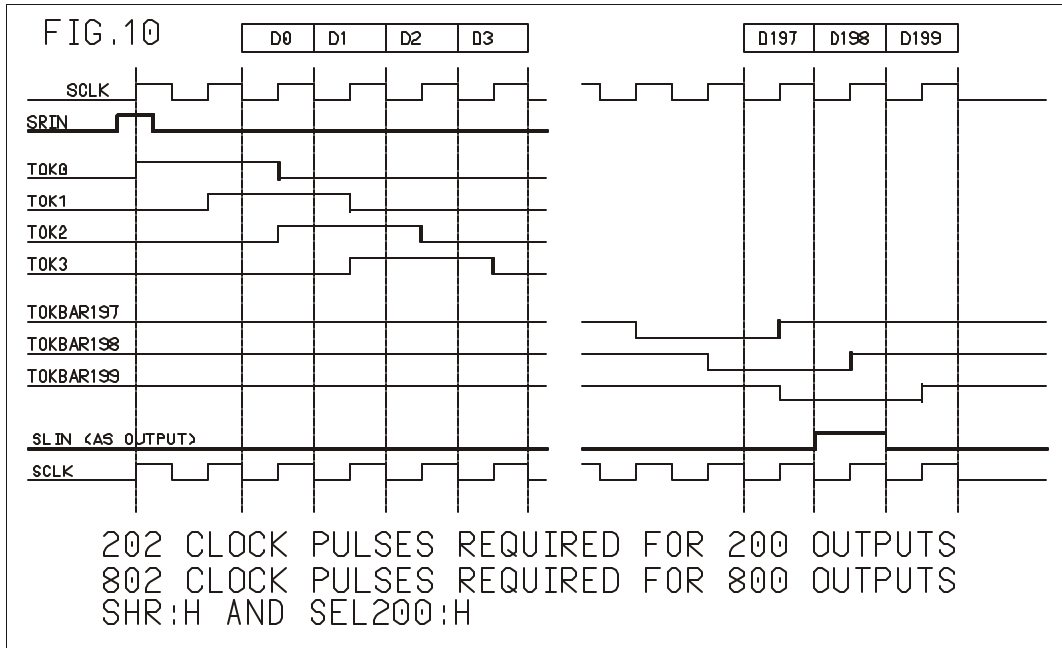 FIG.10
D0 D1 D2 D3 D197 D198 D199
SCLK
SRIN
TOK0
TOK1
TOK2
TOK3
TOKBAR197
TOKBAR198
TOKBAR199
SLIN (AS OUTPUT)
SCLK
202 CLOCK PULSES REQUIRED FOR 200 OUTPUTS
802 CLOCK PULSES REQUIRED FOR 800 OUTPUTS
SHR:H AND SEL200:H